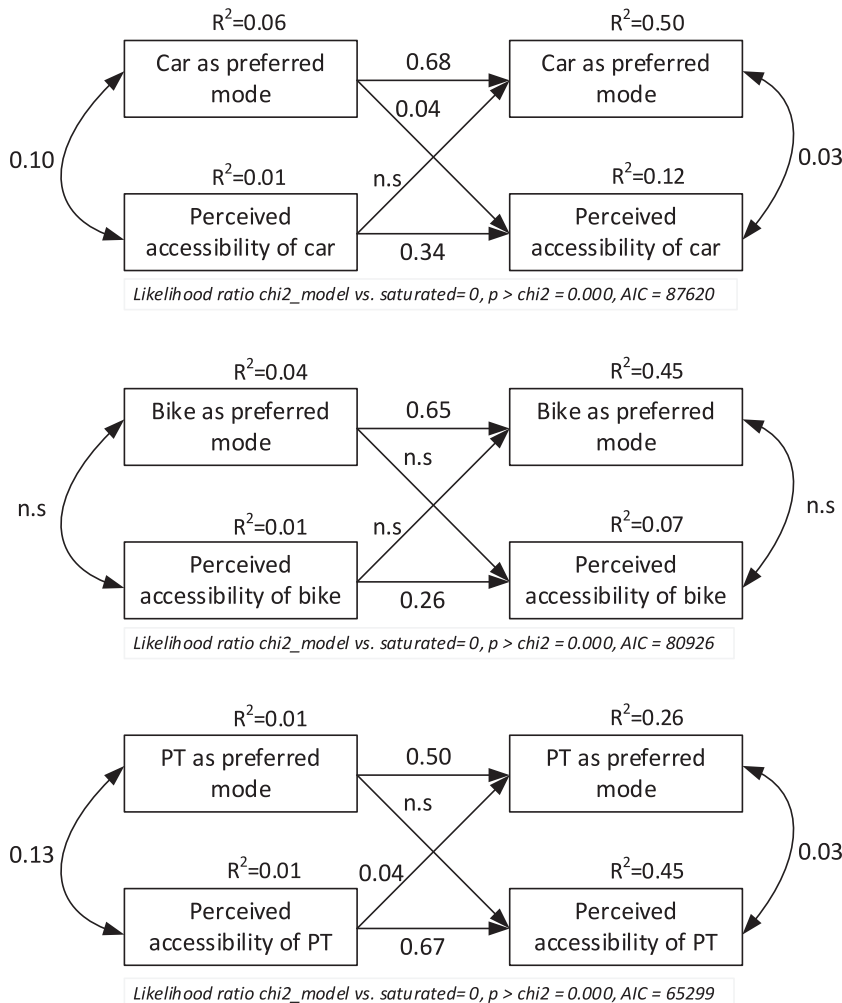 R²=0.06
R²=0.50
Car as preferred
mode
0.68
Car as preferred
mode
0.04
0.10
0.03
R²=0.01
n.s
R²=0.12
Perceived
accessibility of car
0.34
Perceived
accessibility of car
Likelihood ratio chi2_model vs. saturated= 0, p > chi2 = 0.000, AIC = 87620
R²=0.04
R²=0.45
Bike as preferred
mode
0.65
Bike as preferred
mode
n.s
n.s
n.s
R²=0.01
n.s
R²=0.07
Perceived
accessibility of bike
0.26
Perceived
accessibility of bike
Likelihood ratio chi2_model vs. saturated= 0, p > chi2 = 0.000, AIC = 80926
R²=0.01
R²=0.26
PT as preferred
mode
0.50
PT as preferred
mode
n.s
0.13
0.03
R²=0.01
0.04
R²=0.45
Perceived
accessibility of PT
0.67
Perceived
accessibility of PT
Likelihood ratio chi2_model vs. saturated= 0, p > chi2 = 0.000, AIC = 65299